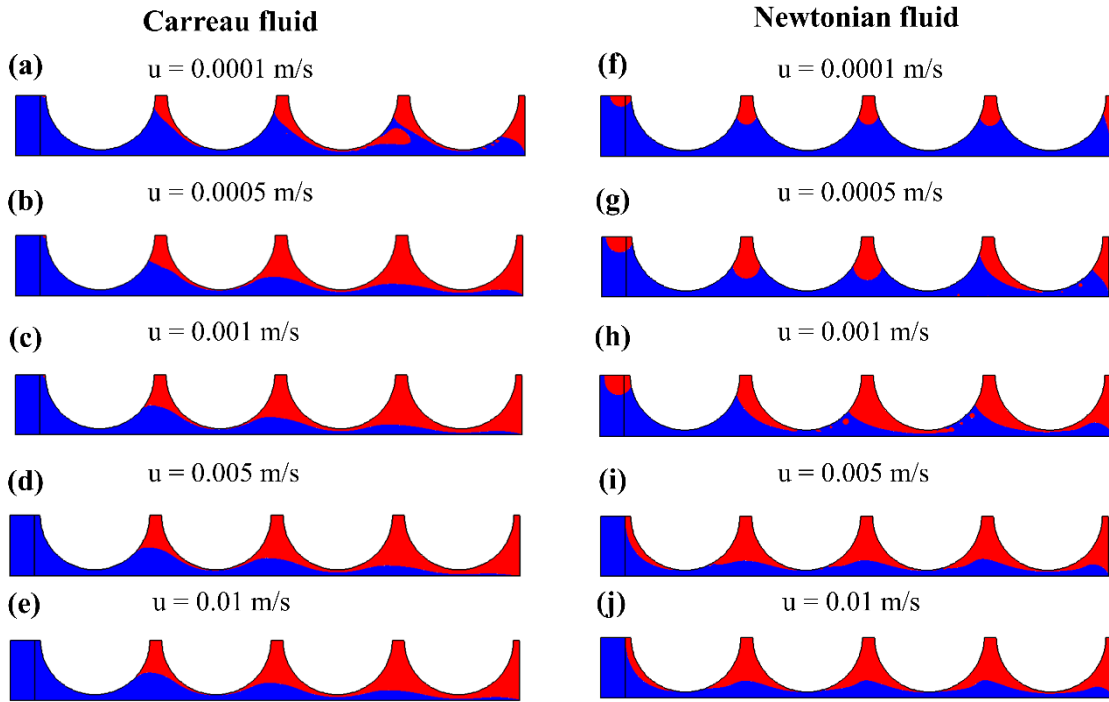 Carreau fluid
(a)
u = 0.0001 m/s
(b)
u = 0.0005 m/s
(c)
u = 0.001 m/s
(d)
u = 0.005 m/s
(e)
u = 0.01 m/s
Newtonian fluid
(f)
u = 0.0001 m/s
(g)
u = 0.0005 m/s
(h)
u = 0.001 m/s
(i)
u = 0.005 m/s
(j)
u = 0.01 m/s